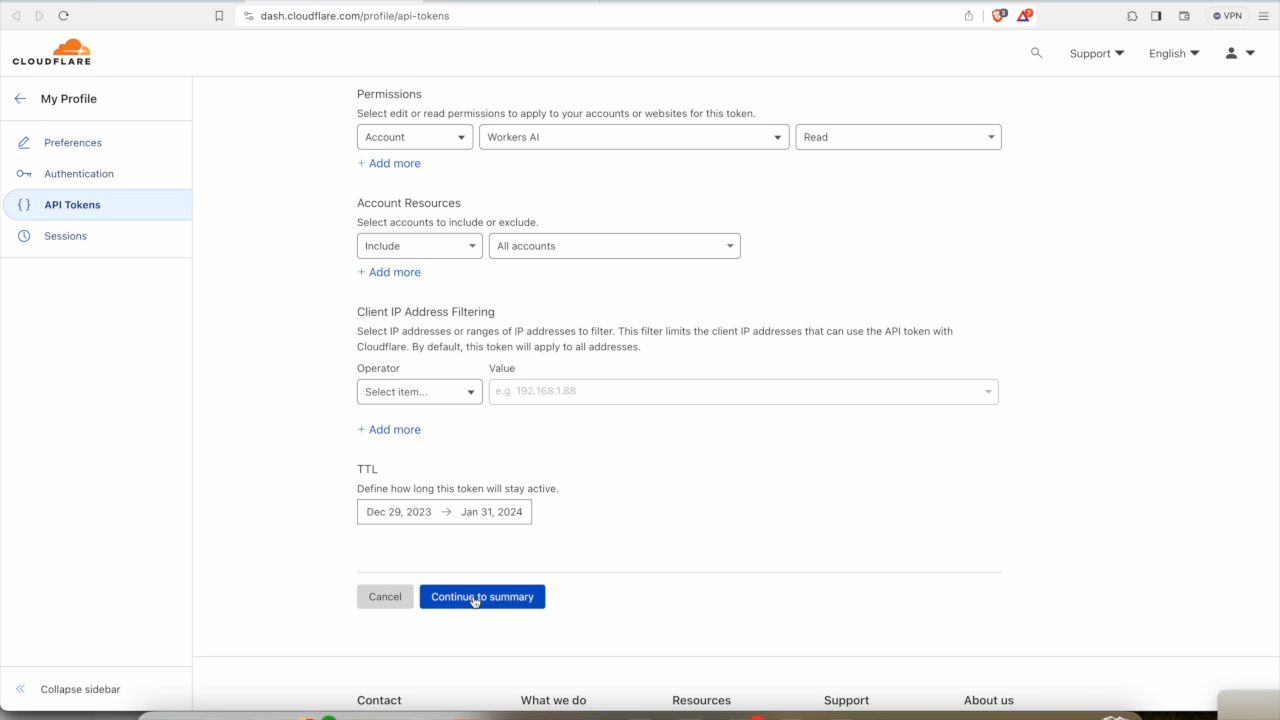 dash.cloudflare.com/profile/api-tokens
VPN
CLOUDFLARE
Support
English
My Profile
Preferences
Authentication
API Tokens
Sessions
Permissions
Select edit or read permissions to apply to your accounts or websites for this token.
Account
Workers AI
Read
+ Add more
Account Resources
Select accounts to include or exclude.
Include
All accounts
+ Add more
Client IP Address Filtering
Select IP addresses or ranges of IP addresses to filter. This filter limits the client IP addresses that can use the API token with
Cloudflare. By default, this token will apply to all addresses.
Operator
Value
Select item...
e.g. 192.168.1.88
+ Add more
TTL
Define how long this token will stay active.
Dec 29, 2023 → Jan 31, 2024
Cancel
Continue to summary
Collapse sidebar
Contact
What we do
Resources
Support
About us